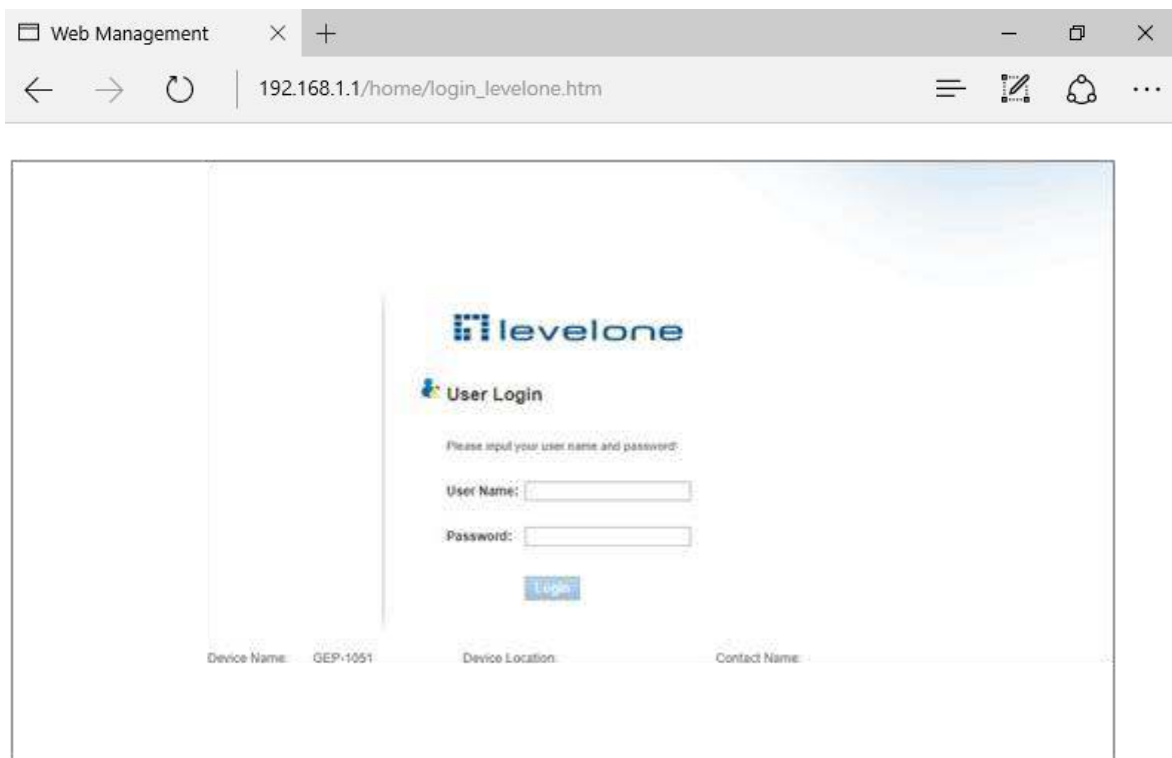 Web Management
192.168.1.1/home/login_levelone.htm
levelone
User Login
Please input your user name and password!
User Name:
Password:
Login
Device Name: GEP-1051 Device Location: Contact Name: